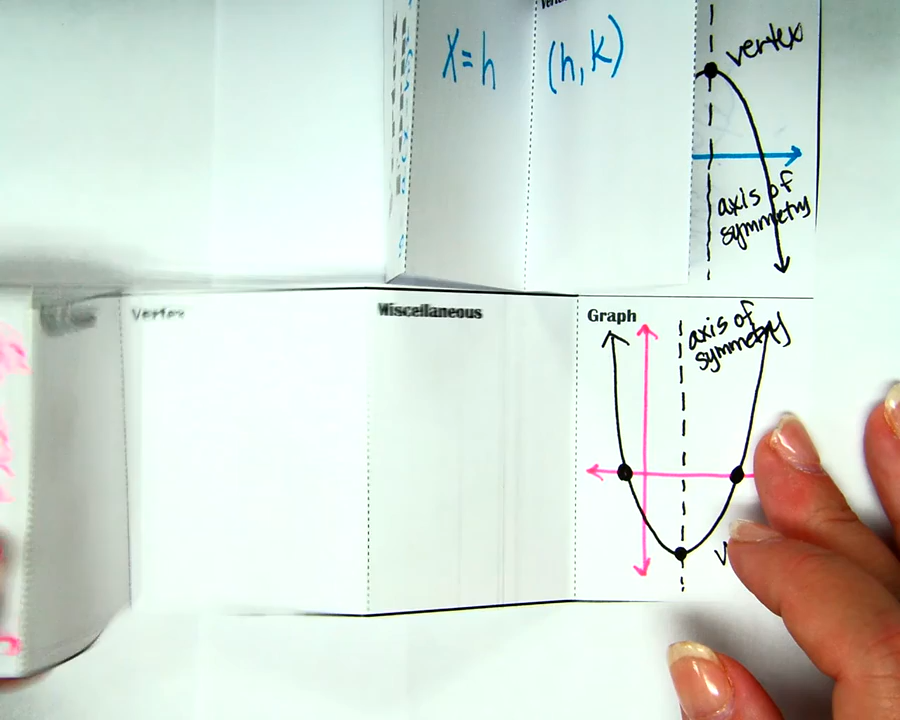 X=h
(h,k)
vertex
axis of
symmetry
Vertex
Miscellaneous
Graph
axis of
symmetry